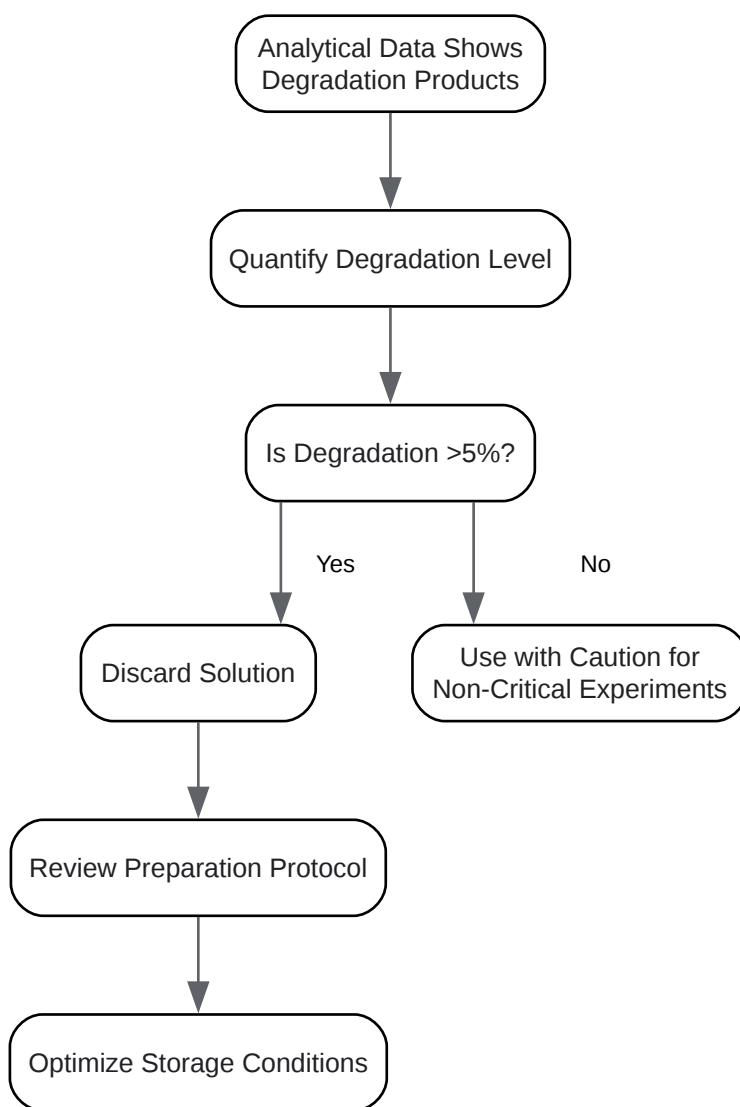 Analytical Data Shows
Degradation Products
Quantify Degradation Level
Is Degradation >5%?
Yes
No
Discard Solution
Use with Caution for
Non-Critical Experiments
Review Preparation Protocol
Optimize Storage Conditions